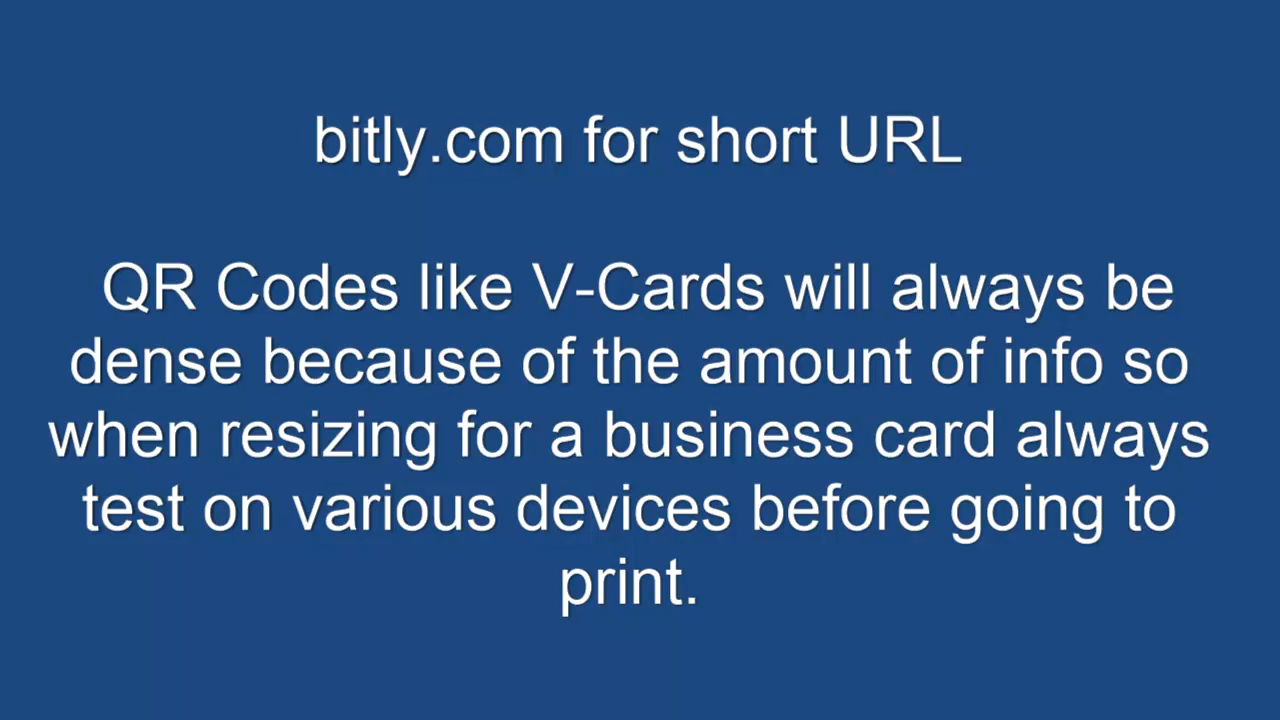 bitly.com for short URL
QR Codes like V-Cards will always be
dense because of the amount of info so
when resizing for a business card always
test on various devices before going to
print.